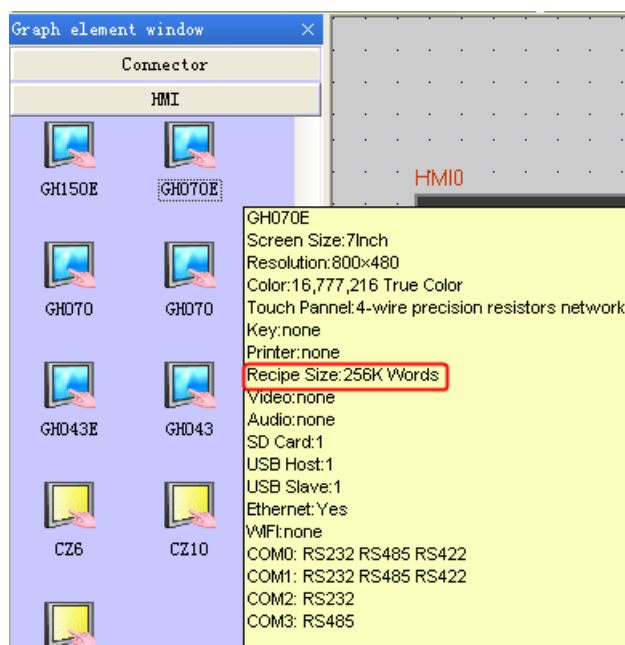 Graph element window
Connector
HMI
GH150E
GH070E
GH070
GH070
GH043E
GH043
CZ6
CZ10
HMI0
GH070E
Screen Size:7Inch
Resolution:800×480
Color:16,777,216 True Color
Touch Pannel:4-wire precision resistors network
Key:none
Printer:none
Recipe Size:256K Words
Video:none
Audio:none
SD Card:1
USB Host:1
USB Slave:1
Ethernet:Yes
WIFI:none
COM0: RS232 RS485 RS422
COM1: RS232 RS485 RS422
COM2: RS232
COM3: RS485